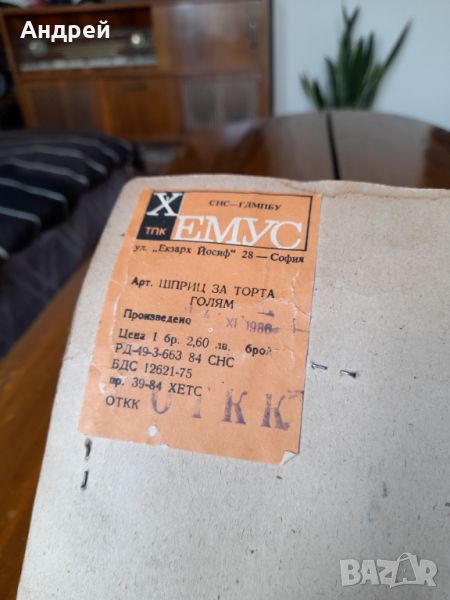 Андрей
СНС—ГДМПБУ
Х ЕМУС
ТПК
ул. „Екзарх Йосиф" 28 — София
Арт. ШПРИЦ ЗА ТОРТА
ГОЛЯМ
Произведено 4 XI 1986
Цена 1 бр. 2,60 лв. брой
РД-49-3-663 84 СНС
БДС 12621-75
пр. 39-84 ХЕТС
ОТКК ОТКК
bazar